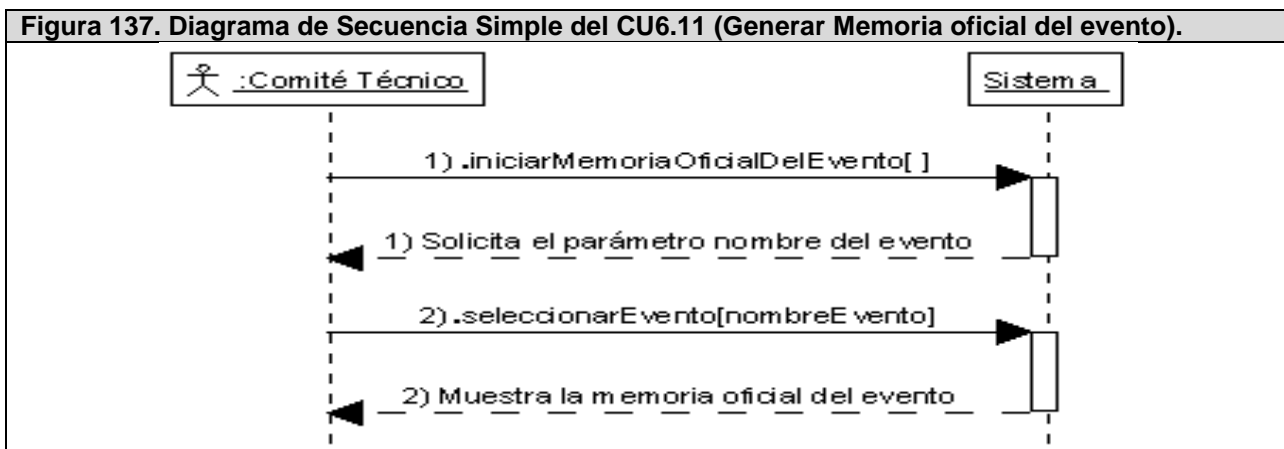 Figura 137. Diagrama de Secuencia Simple del CU6.11 (Generar Memoria oficial del evento).
:Comité Técnico
Sistema
1) .iniciarMemoriaOficialDelEvento[ ]
1) Solicita el parámetro nombre del evento
2) .seleccionarEvento[nombreEvento]
2) Muestra la memoria oficial del evento